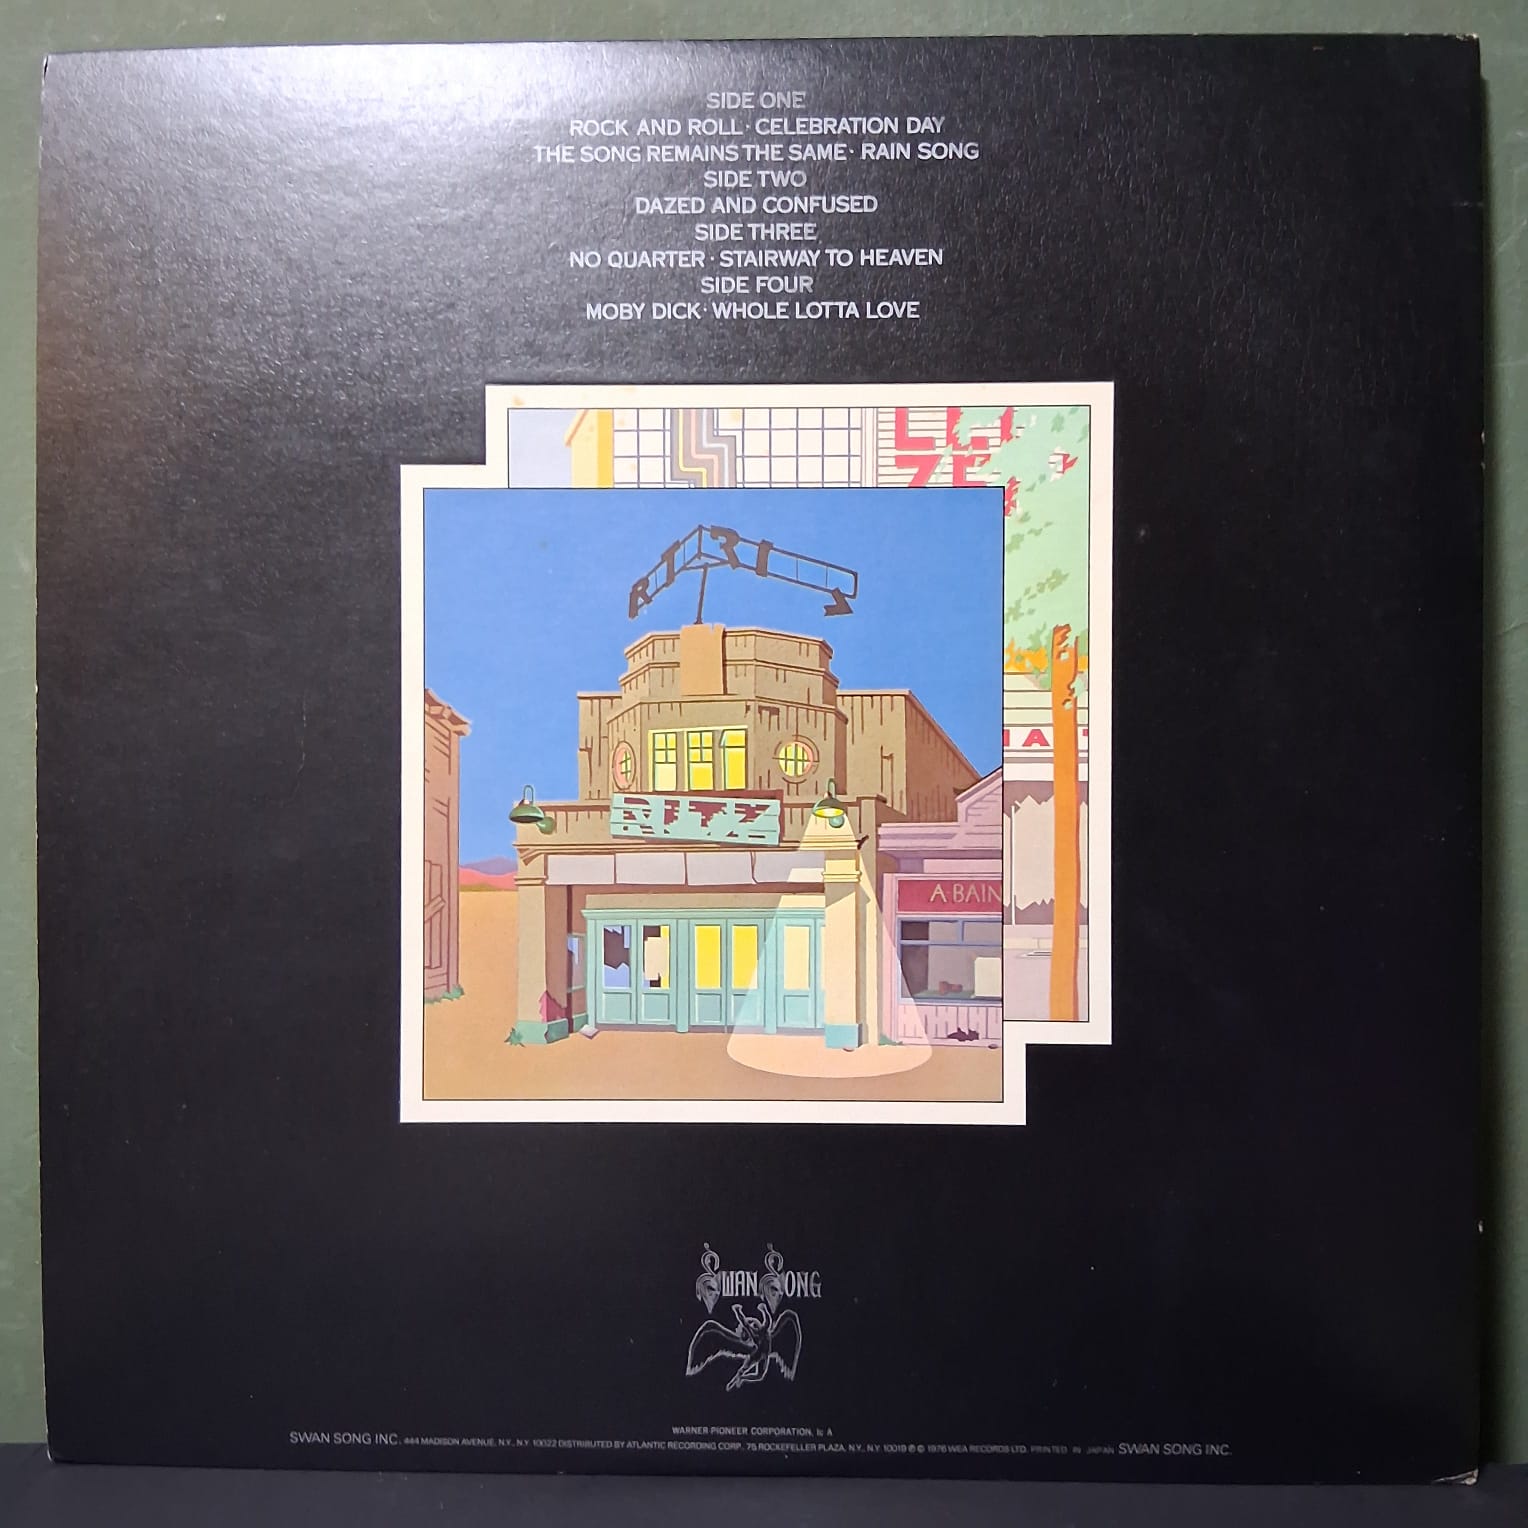 SIDE ONE
ROCK AND ROLL · CELEBRATION DAY
THE SONG REMAINS THE SAME · RAIN SONG
SIDE TWO
DAZED AND CONFUSED
SIDE THREE
NO QUARTER · STAIRWAY TO HEAVEN
SIDE FOUR
MOBY DICK · WHOLE LOTTA LOVE
RITZ
A·BAIN
SWAN SONG
WARNER-PIONEER CORPORATION,
SWAN SONG INC. 444 MADISON AVENUE, N.Y., N.Y. 10022 DISTRIBUTED BY ATLANTIC RECORDING CORP. 75 ROCKEFELLER PLAZA, N.Y., N.Y. 10019 ℗ © 1976 WEA RECORDS LTD. PRINTED IN JAPAN SWAN SONG INC.